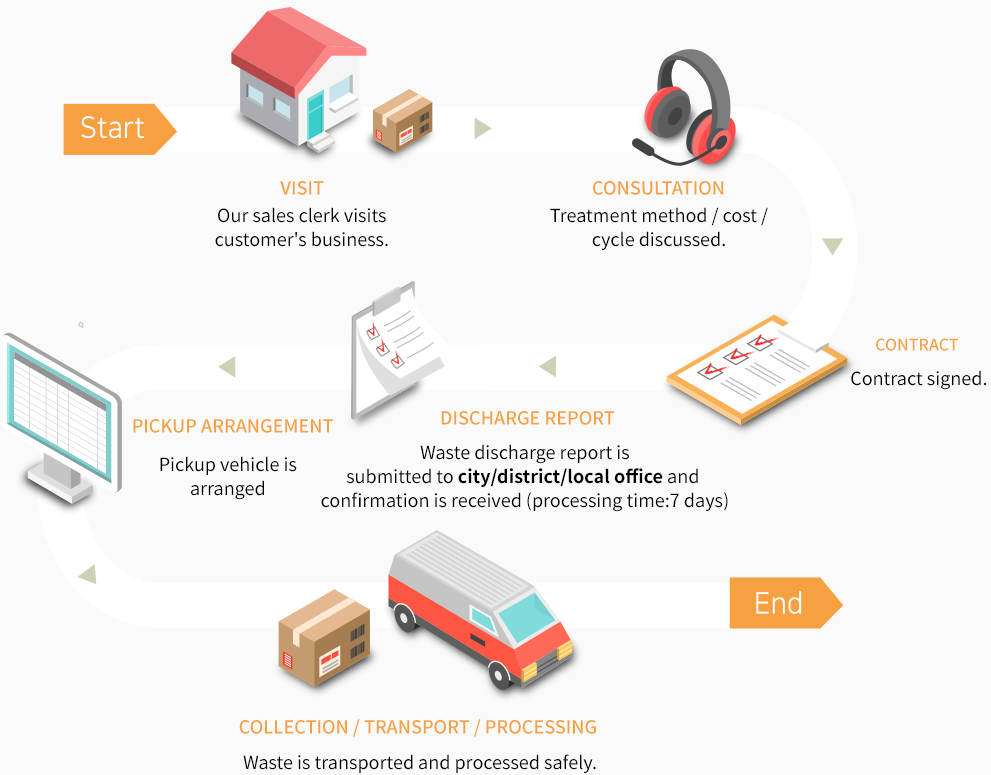 Start
VISIT
Our sales clerk visits
customer's business.
CONSULTATION
Treatment method / cost /
cycle discussed.
CONTRACT
Contract signed.
DISCHARGE REPORT
Waste discharge report is
submitted to city/district/local office and
confirmation is received (processing time:7 days)
PICKUP ARRANGEMENT
Pickup vehicle is
arranged
End
COLLECTION / TRANSPORT / PROCESSING
Waste is transported and processed safely.